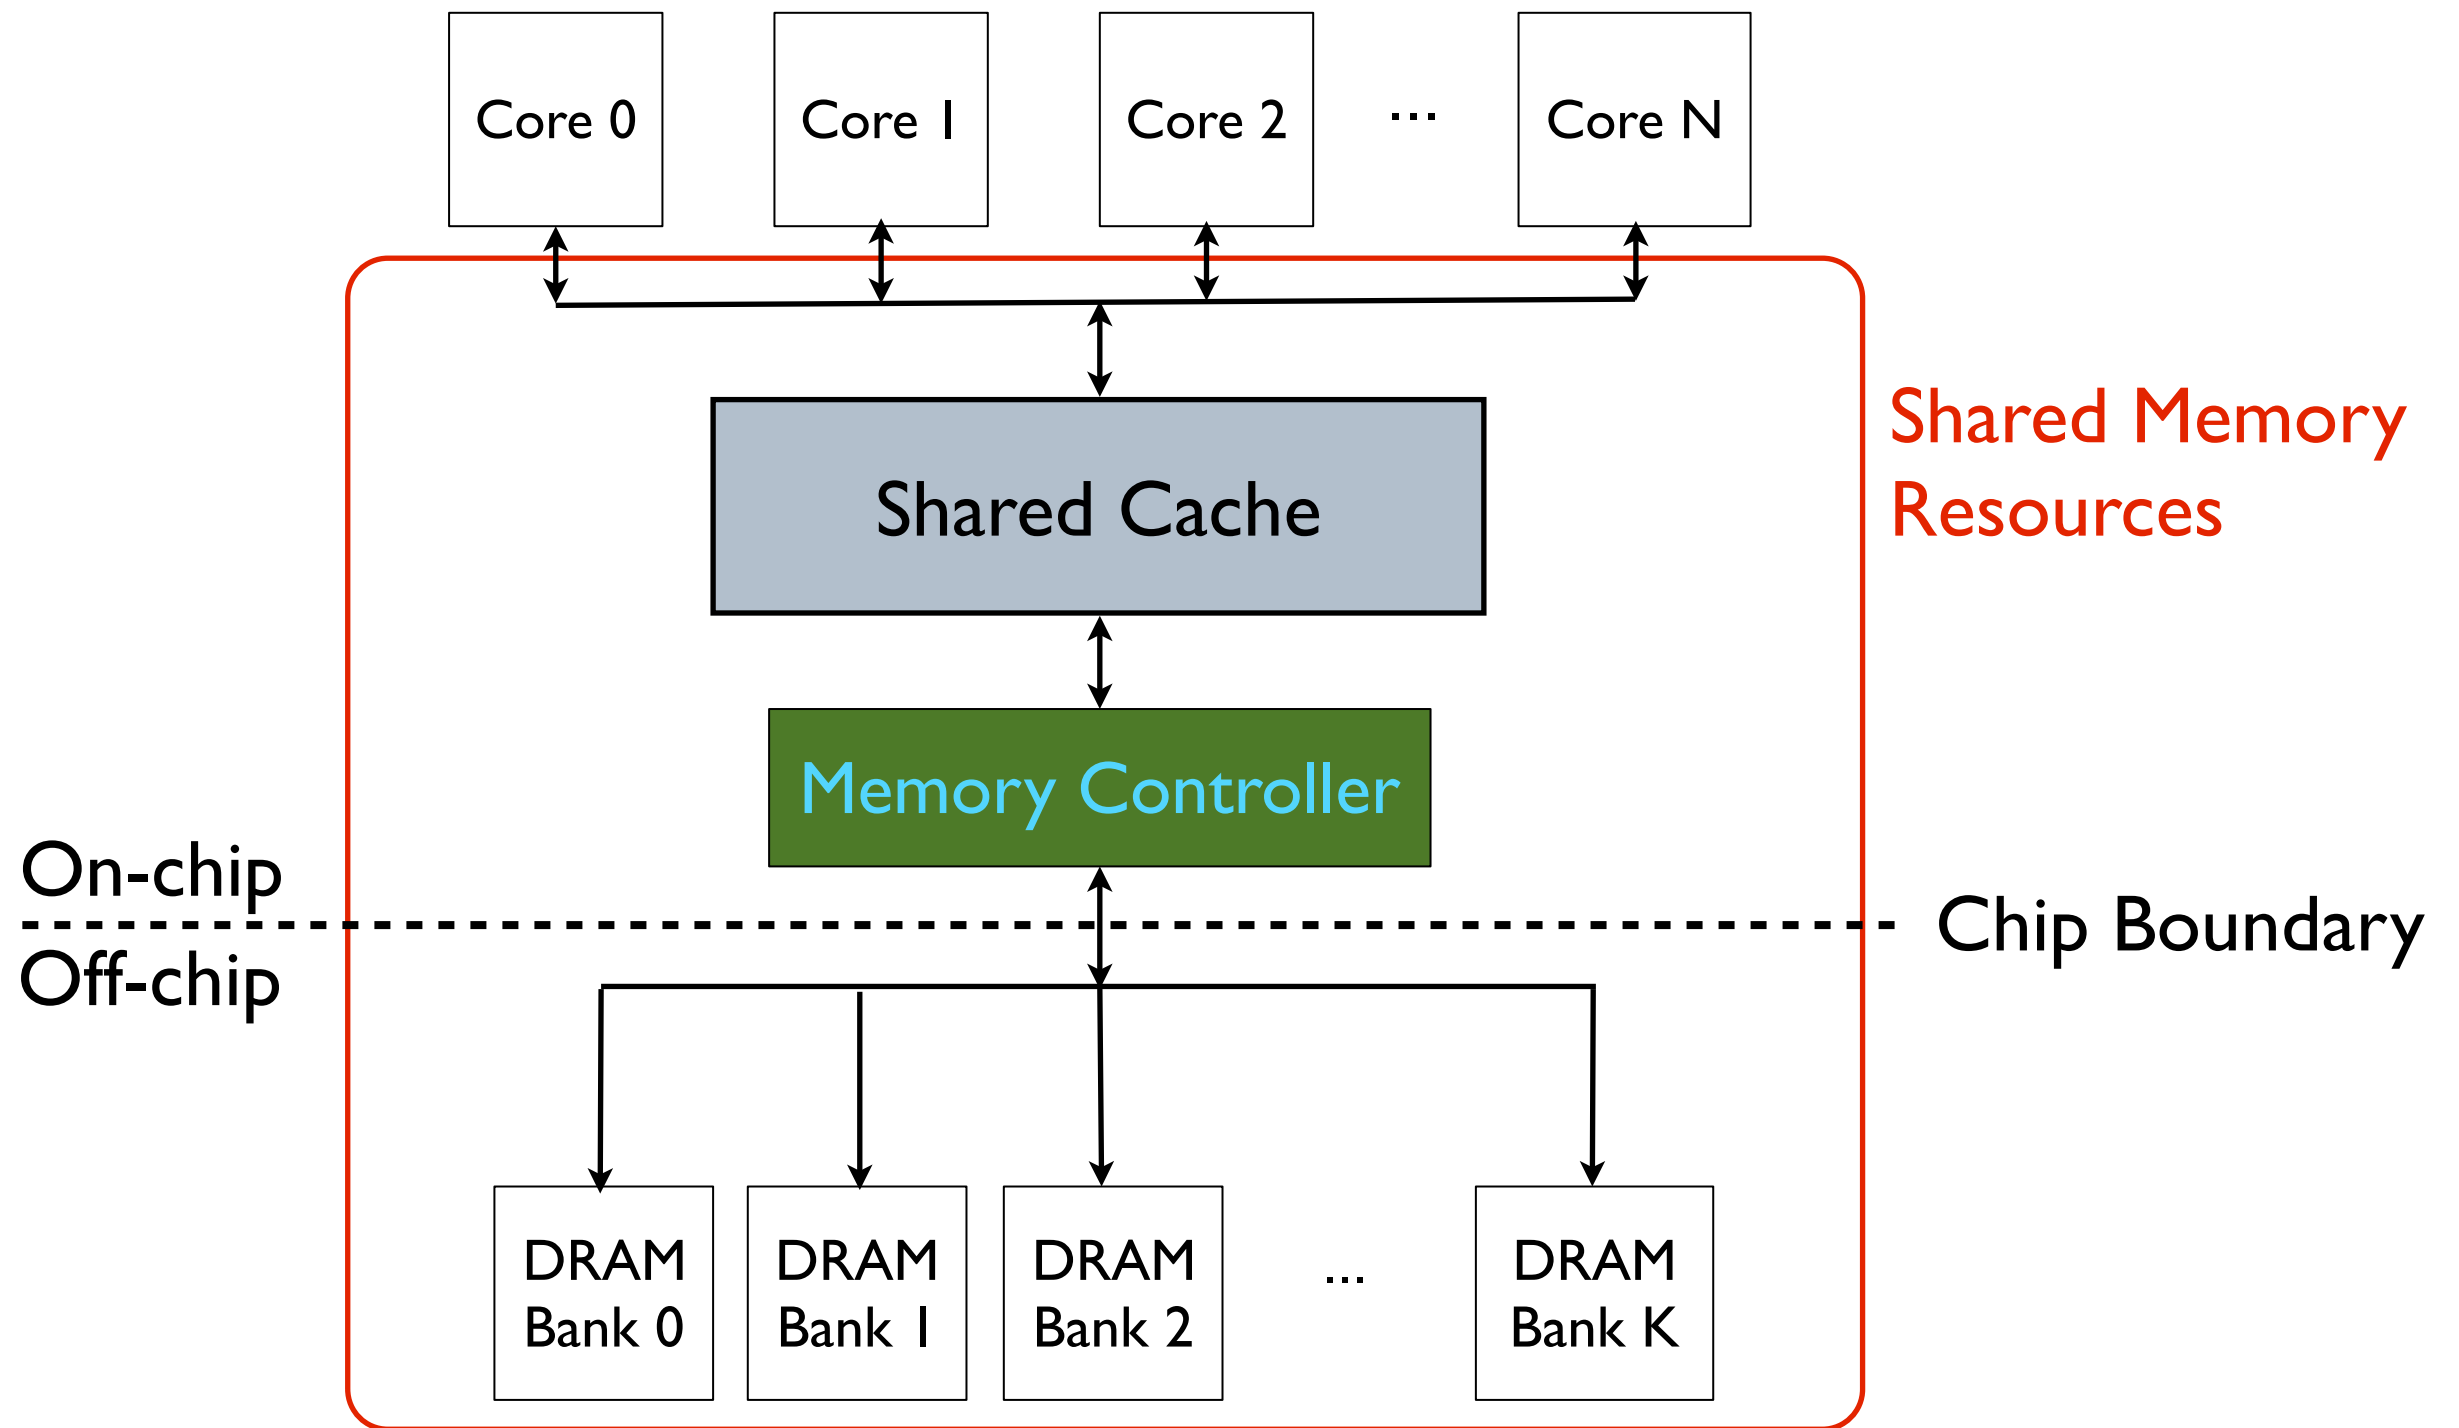 Core 0
Core 1
Core 2
...
Core N
Shared Memory
Resources
Shared Cache
Memory Controller
On-chip
Chip Boundary
Off-chip
DRAM
Bank 0
DRAM
Bank 1
DRAM
Bank 2
...
DRAM
Bank K